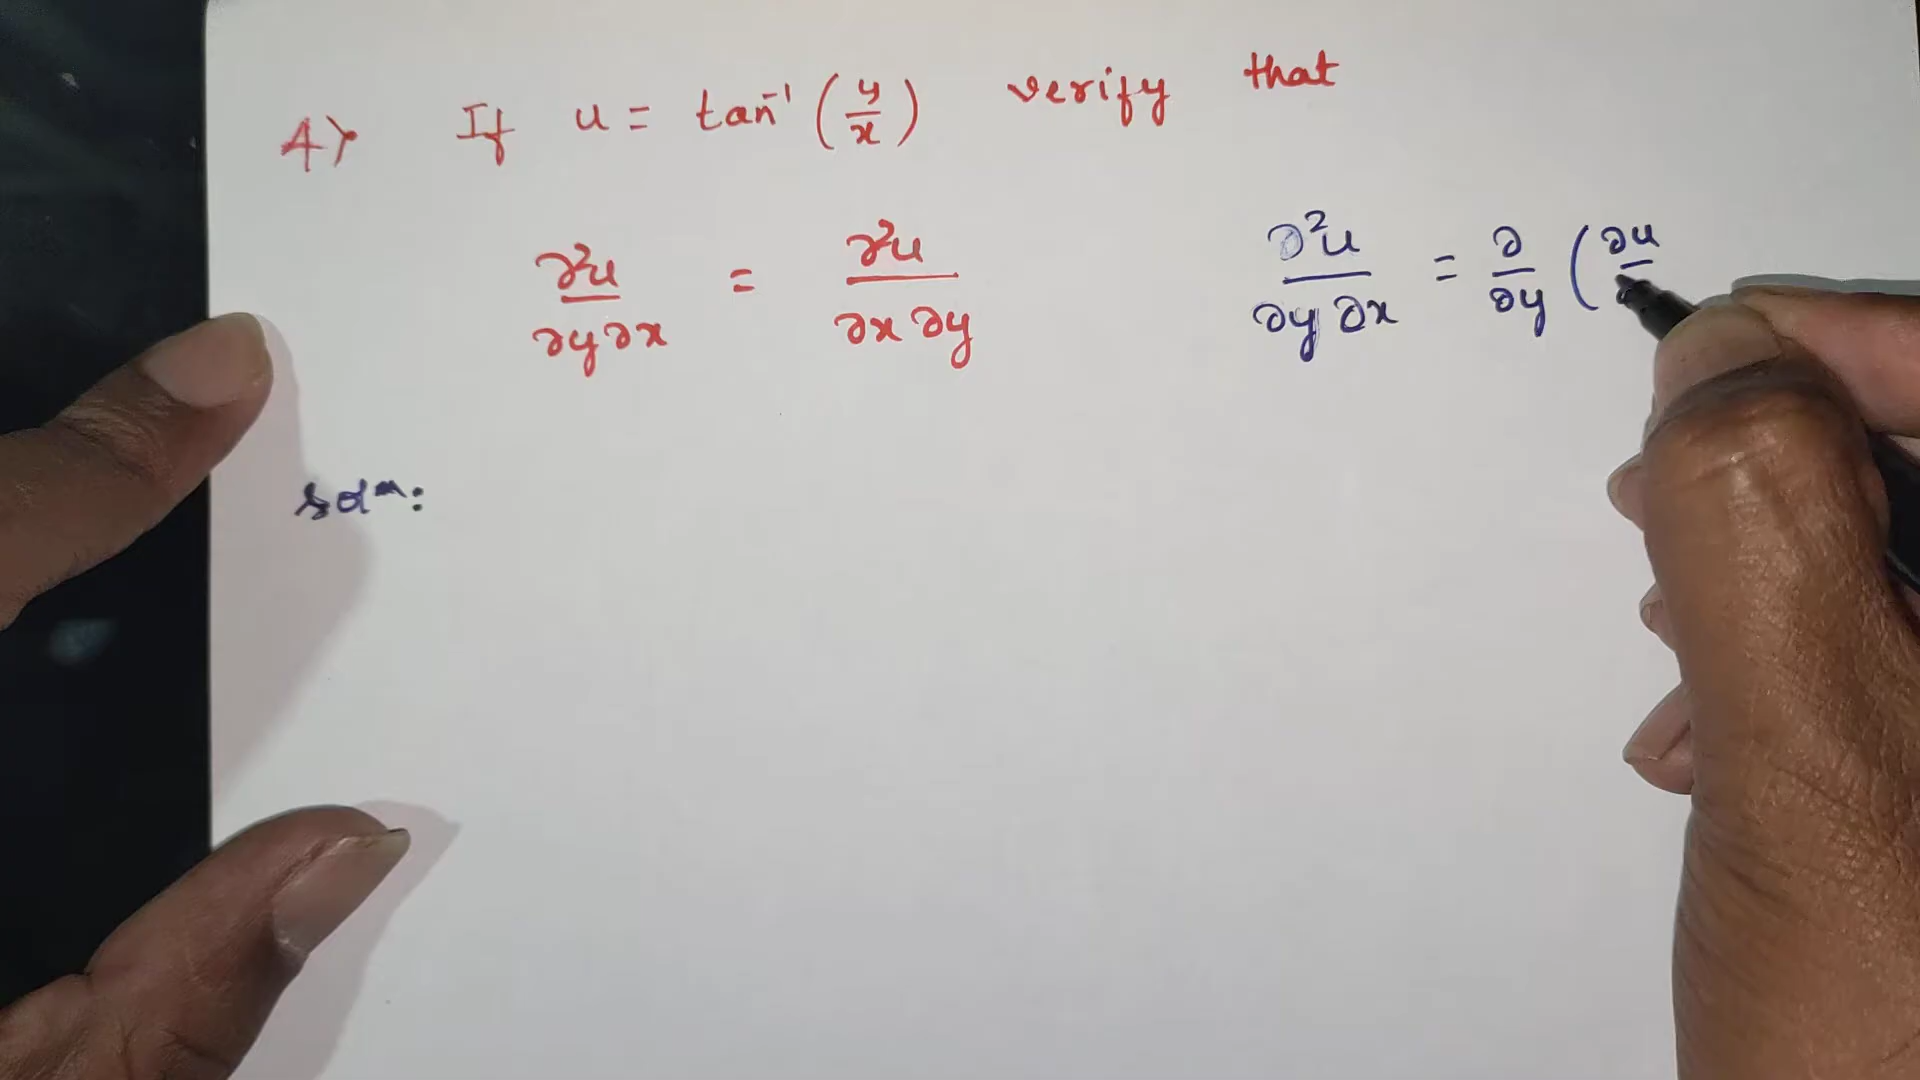 4) If u = tan⁻¹ (y/x) verify that
∂²u/∂y∂x = ∂²u/∂x ∂y
∂²u/∂y ∂x = ∂/∂y (∂u/
soln: